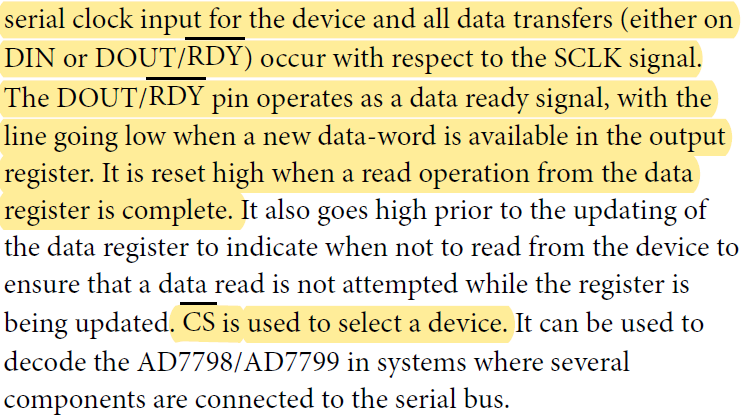 serial clock input for the device and all data transfers (either on
DIN or DOUT/R̅D̅Y̅) occur with respect to the SCLK signal.
The DOUT/R̅D̅Y̅ pin operates as a data ready signal, with the
line going low when a new data-word is available in the output
register. It is reset high when a read operation from the data
register is complete. It also goes high prior to the updating of
the data register to indicate when not to read from the device to
ensure that a data read is not attempted while the register is
being updated. C̅S̅ is used to select a device. It can be used to
decode the AD7798/AD7799 in systems where several
components are connected to the serial bus.